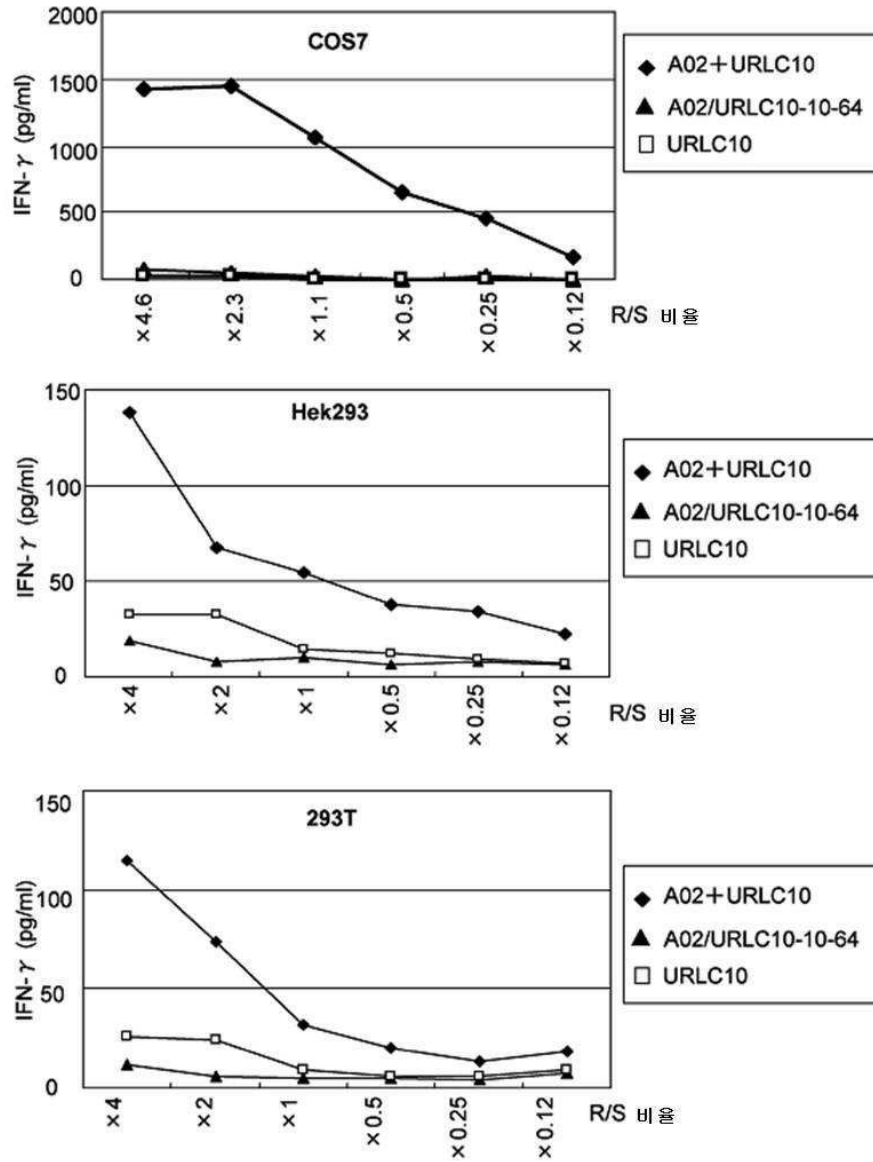 2000
1500
1000
500
0
IFN-γ (pg/ml)
COS7
×4.6
×2.3
×1.1
×0.5
×0.25
×0.12
R/S 비율
A02+URLC10
A02/URLC10-10-64
URLC10
150
100
50
0
IFN-γ (pg/ml)
Hek293
×4
×2
×1
×0.5
×0.25
×0.12
R/S 비율
A02+URLC10
A02/URLC10-10-64
URLC10
150
100
50
0
IFN-γ (pg/ml)
293T
×4
×2
×1
×0.5
×0.25
×0.12
R/S 비율
A02+URLC10
A02/URLC10-10-64
URLC10